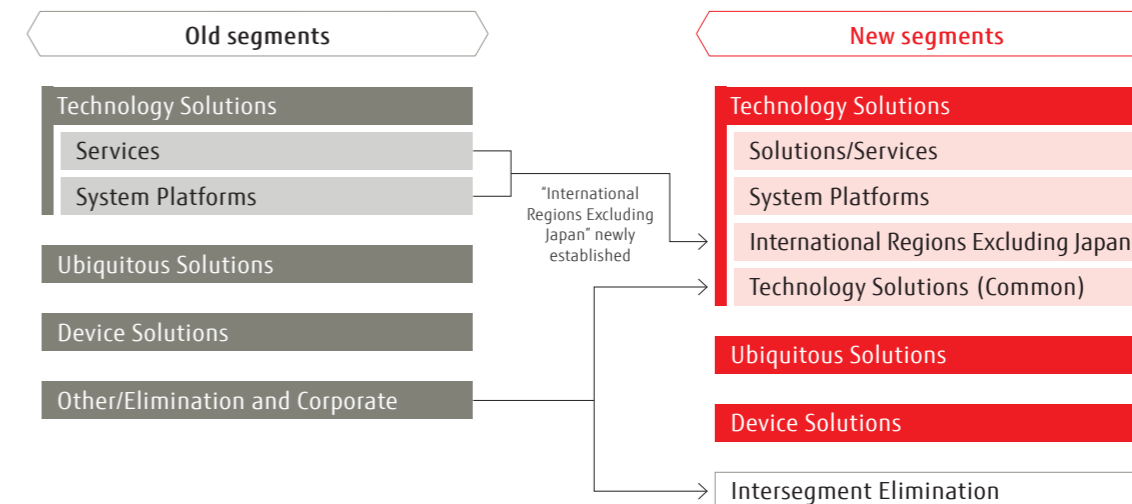 Old segments
Technology Solutions
Services
System Platforms
Ubiquitous Solutions
Device Solutions
Other/Elimination and Corporate
"International
Regions Excluding
Japan" newly
established
New segments
Technology Solutions
Solutions/Services
System Platforms
International Regions Excluding Japan
Technology Solutions (Common)
Ubiquitous Solutions
Device Solutions
Intersegment Elimination